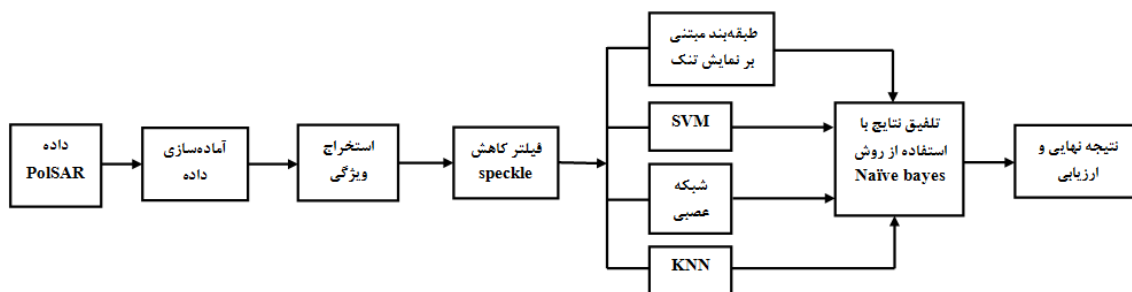 داده
PolSAR
آماده‌سازی
داده
استخراج
ویژگی
فیلتر کاهش
speckle
طبقه‌بند مبتنی
بر نمایش تنک
SVM
شبکه
عصبی
KNN
تلفیق نتایج با
استفاده از روش
Naïve bayes
نتیجه نهایی و
ارزیابی